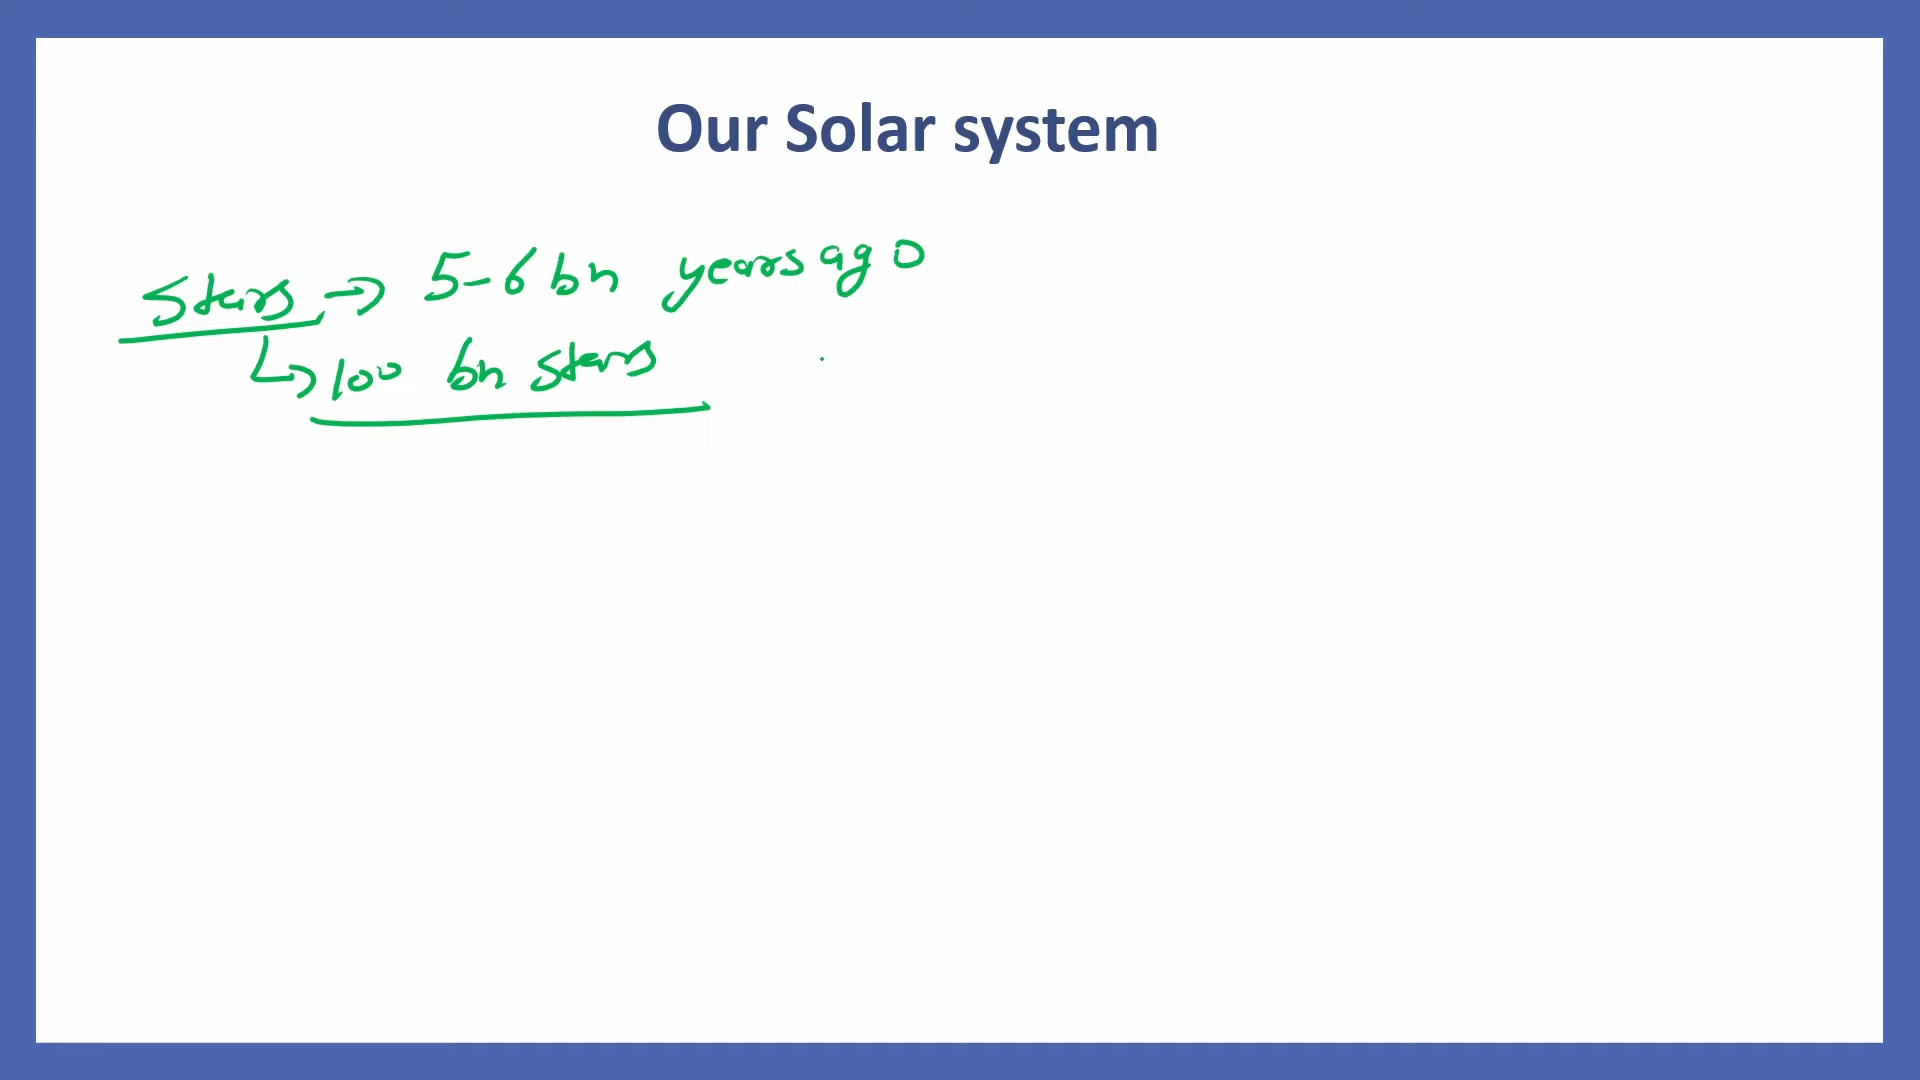 Our Solar system
Stars → 5-6 bn years ago
↳ 100 bn stars